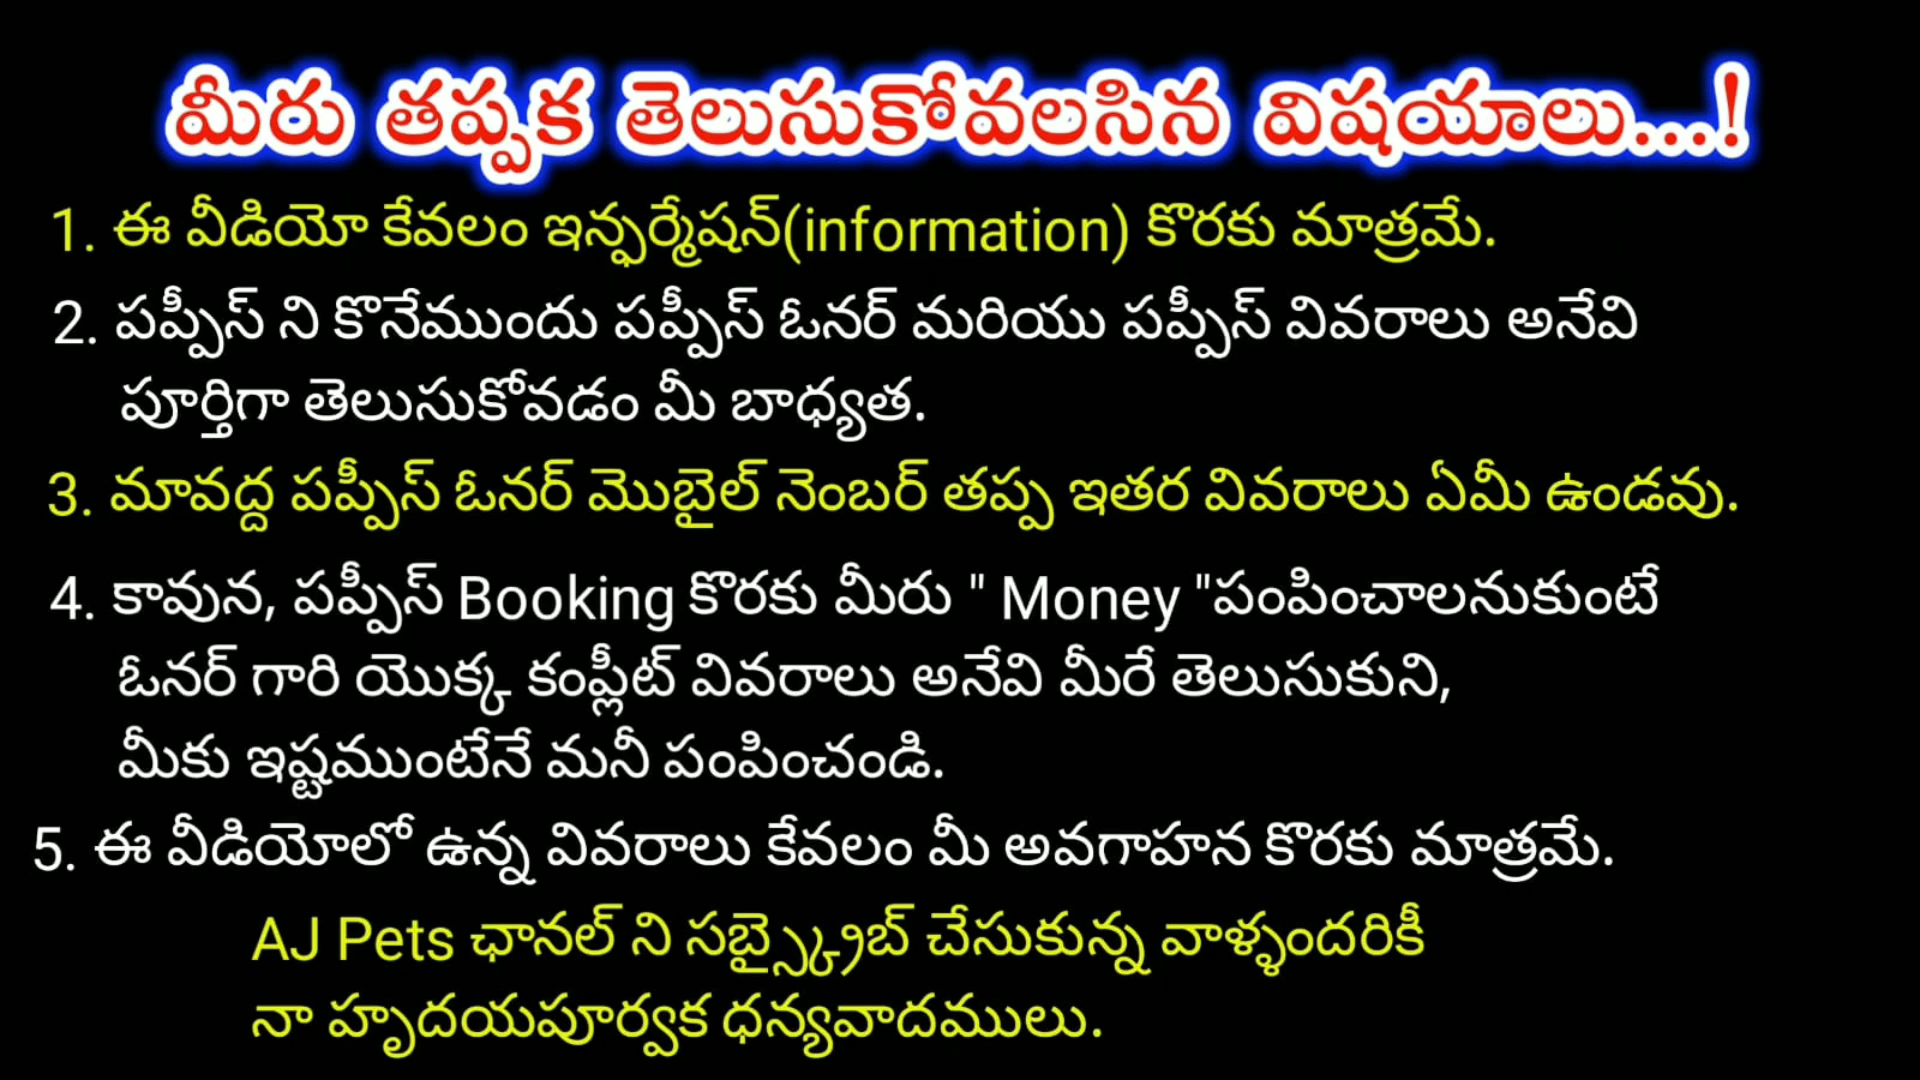 మీరు తప్పక తెలుసుకోవలసిన విషయాలు...!
1. ఈ వీడియో కేవలం ఇన్ఫర్మేషన్(information) కొరకు మాత్రమే.
2. పప్పీస్ ని కొనేముందు పప్పీస్ ఓనర్ మరియు పప్పీస్ వివరాలు అనేవి
పూర్తిగా తెలుసుకోవడం మీ బాధ్యత.
3. మావద్ద పప్పీస్ ఓనర్ మొబైల్ నెంబర్ తప్ప ఇతర వివరాలు ఏమీ ఉండవు.
4. కావున, పప్పీస్ Booking కొరకు మీరు " Money "పంపించాలనుకుంటే
ఓనర్ గారి యొక్క కంప్లీట్ వివరాలు అనేవి మీరే తెలుసుకుని,
మీకు ఇష్టముంటేనే మనీ పంపించండి.
5. ఈ వీడియోలో ఉన్న వివరాలు కేవలం మీ అవగాహన కొరకు మాత్రమే.
AJ Pets ఛానల్ ని సబ్స్క్రైబ్ చేసుకున్న వాళ్ళందరికీ
నా హృదయపూర్వక ధన్యవాదములు.